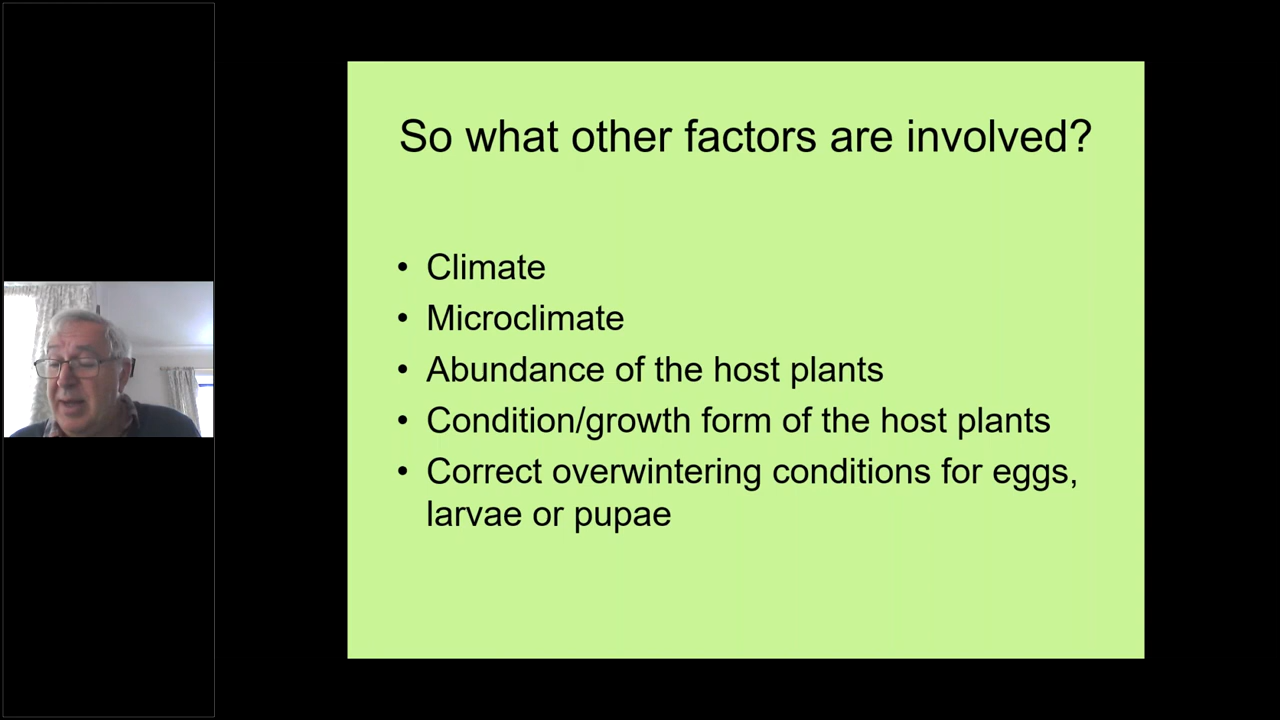 So what other factors are involved?
• Climate
• Microclimate
• Abundance of the host plants
• Condition/growth form of the host plants
• Correct overwintering conditions for eggs,
larvae or pupae